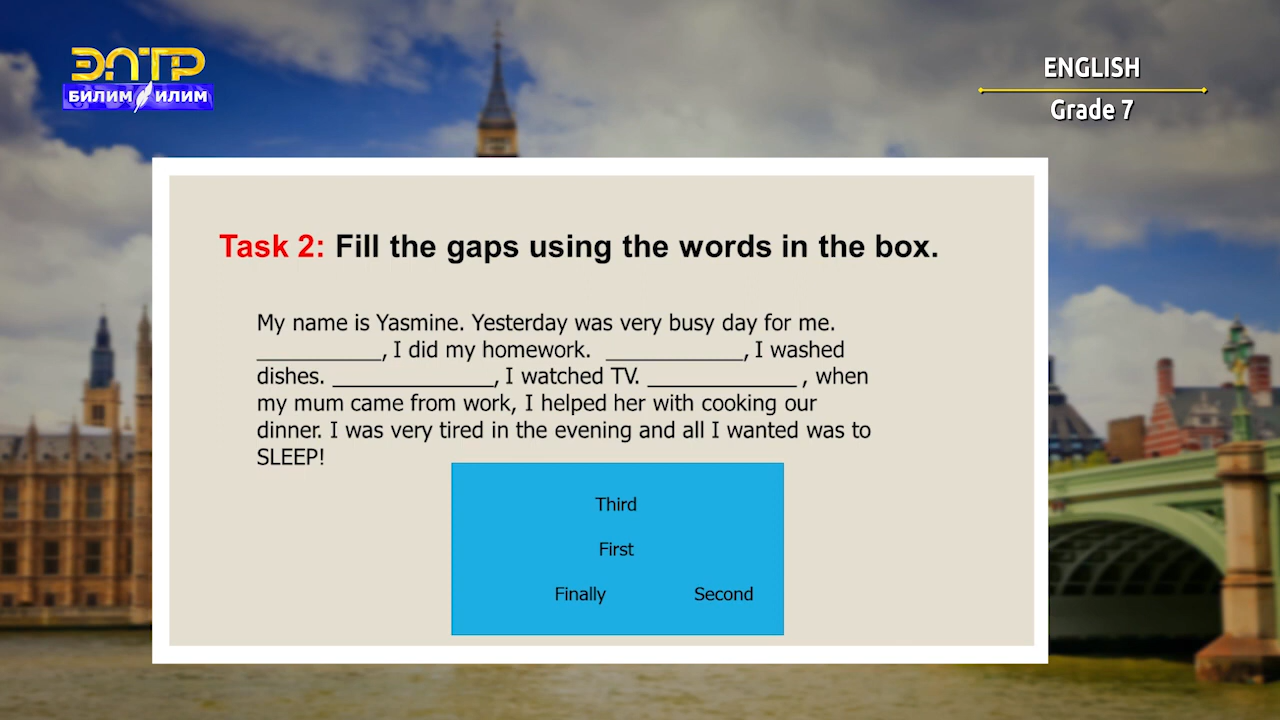 ЭЛТР
БИЛИМ ИЛИМ
ENGLISH
Grade 7
Task 2: Fill the gaps using the words in the box.
My name is Yasmine. Yesterday was very busy day for me.
___________, I did my homework. ____________, I washed
dishes. ______________, I watched TV. _____________ , when
my mum came from work, I helped her with cooking our
dinner. I was very tired in the evening and all I wanted was to
SLEEP!
Third
First
Finally Second